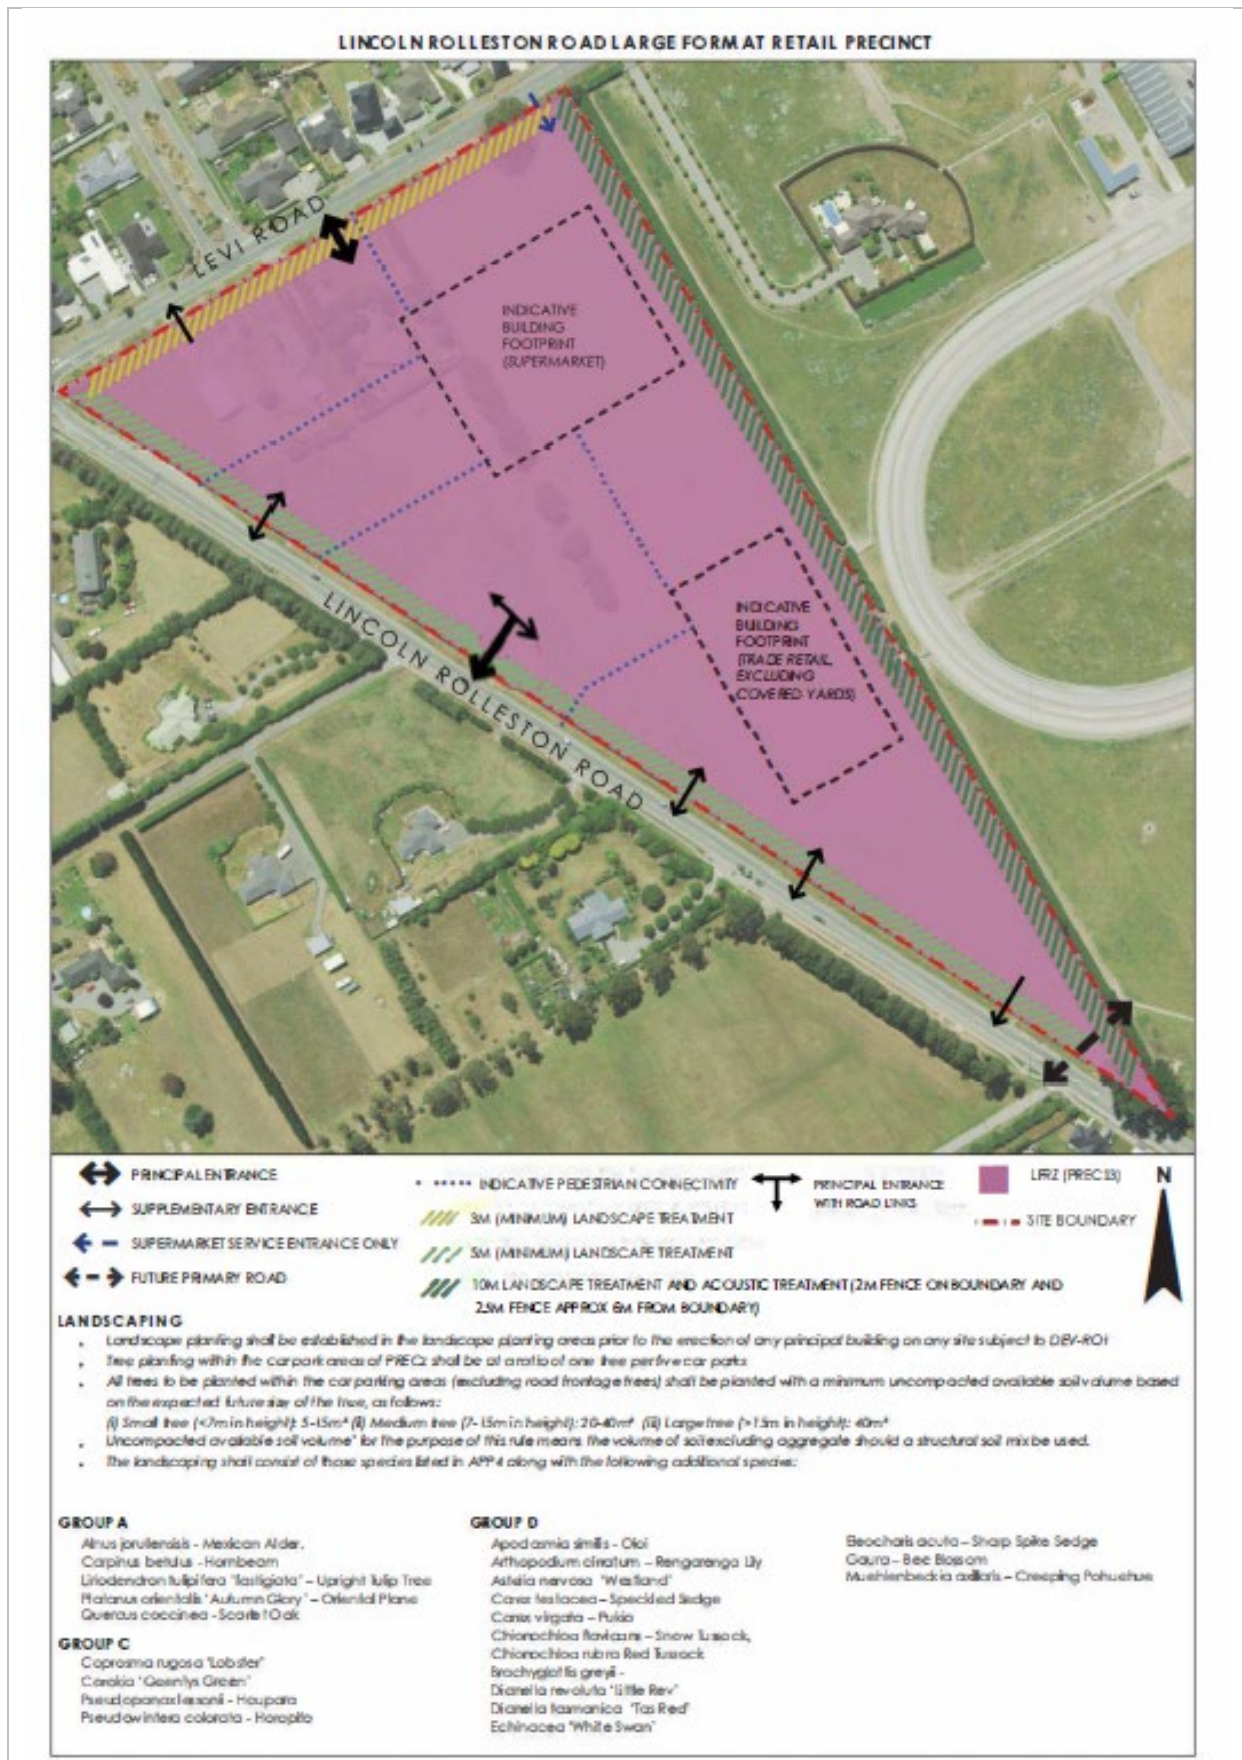 LINCOLN ROLLESTON ROAD LARGE FORMAT RETAIL PRECINCT
LEVI ROAD
INDICATIVE
BUILDING
FOOTPRINT
(SUPERMARKET)
INDICATIVE
BUILDING
FOOTPRINT
(TRADE RETAIL,
EXCLUDING
COVERED YARDS)
LINCOLN ROLLESTON ROAD
PRINCIPAL ENTRANCE
SUPPLEMENTARY ENTRANCE
SUPERMARKET SERVICE ENTRANCE ONLY
FUTURE PRIMARY ROAD
INDICATIVE PEDESTRIAN CONNECTIVITY
3M (MINIMUM) LANDSCAPE TREATMENT
5M (MINIMUM) LANDSCAPE TREATMENT
10M LANDSCAPE TREATMENT AND ACOUSTIC TREATMENT (2M FENCE ON BOUNDARY AND
2.5M FENCE APPROX 6M FROM BOUNDARY)
PRINCIPAL ENTRANCE
WITH ROAD LINKS
LFRZ (PREC13)
SITE BOUNDARY
N
LANDSCAPING
Landscape planting shall be established in the landscape planting areas prior to the erection of any principal building on any site subject to DEV-RO1
Tree planting within the car park areas of shall be at a ratio of one tree per five car parks
All trees to be planted within the car parking areas (excluding road frontage trees) shall be planted with a minimum uncompacted available soil volume based
on the expected future size of the tree, as follows:
(i) Small tree (<7m in height): 5-15m³ (ii) Medium tree (7-15m in height): 20-40m³ (iii) Large tree (>15m in height): 40m³
Uncompacted available soil volume" for the purpose of this rule means the volume of soil excluding aggregate should a structural soil mix be used.
The landscaping shall consist of those species listed in APP4 along with the following additional species:
GROUP A
Alnus jorullensis - Mexican Alder.
Carpinus betulus - Hornbeam
Liriodendron tulipifera 'fastigiata' – Upright Tulip Tree
Platanus orientalis 'Autumn Glory' – Oriental Plane
Quercus coccinea - Scarlet Oak
GROUP C
Coprosma rugosa 'Lobster'
Corokia 'Geentys Green'
Pseudopanax lessonii - Houpara
Pseudowintera colorata - Horopito
GROUP D
Apodasmia similis - Oioi
Arthopodium cirratum – Rengarenga Lily
Astelia nervosa 'Westland'
Carex testacea – Speckled Sedge
Carex virgata – Pukio
Chionochloa flavicans – Snow Tussock,
Chionochloa rubra Red Tussock
Brachyglottis greyii -
Dianella revoluta 'Little Rev'
Dianella tasmanica 'Tas Red'
Echinacea 'White Swan'
Eleocharis acuta – Sharp Spike Sedge
Gaura – Bee Blossom
Muehlenbeckia axillaris – Creeping Pohuehue